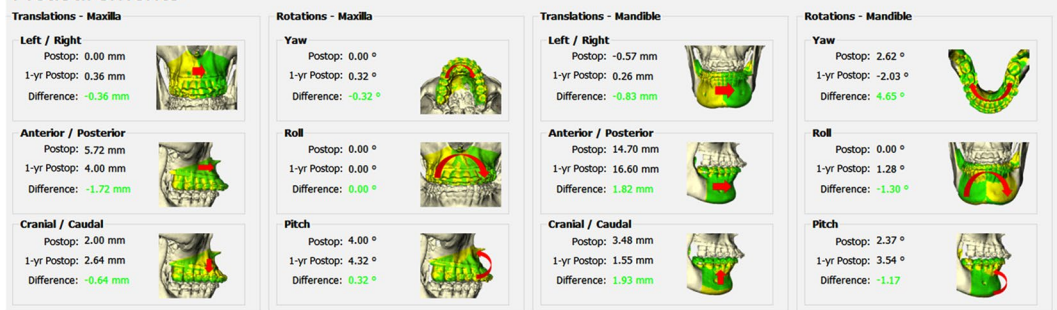 Translations - Maxilla
Left / Right
Postop: 0.00 mm
1-yr Postop: 0.36 mm
Difference: -0.36 mm
Anterior / Posterior
Postop: 5.72 mm
1-yr Postop: 4.00 mm
Difference: -1.72 mm
Cranial / Caudal
Postop: 2.00 mm
1-yr Postop: 2.64 mm
Difference: -0.64 mm
Rotations - Maxilla
Yaw
Postop: 0.00 º
1-yr Postop: 0.32 º
Difference: -0.32 º
Roll
Postop: 0.00 º
1-yr Postop: 0.00 º
Difference: 0.00 º
Pitch
Postop: 4.00 º
1-yr Postop: 4.32 º
Difference: 0.32 º
Translations - Mandible
Left / Right
Postop: -0.57 mm
1-yr Postop: 0.26 mm
Difference: -0.83 mm
Anterior / Posterior
Postop: 14.70 mm
1-yr Postop: 16.60 mm
Difference: 1.82 mm
Cranial / Caudal
Postop: 3.48 mm
1-yr Postop: 1.55 mm
Difference: 1.93 mm
Rotations - Mandible
Yaw
Postop: 2.62 º
1-yr Postop: -2.03 º
Difference: 4.65 º
Roll
Postop: 0.00 º
1-yr Postop: 1.28 º
Difference: -1.30 º
Pitch
Postop: 2.37 º
1-yr Postop: 3.54 º
Difference: -1.17